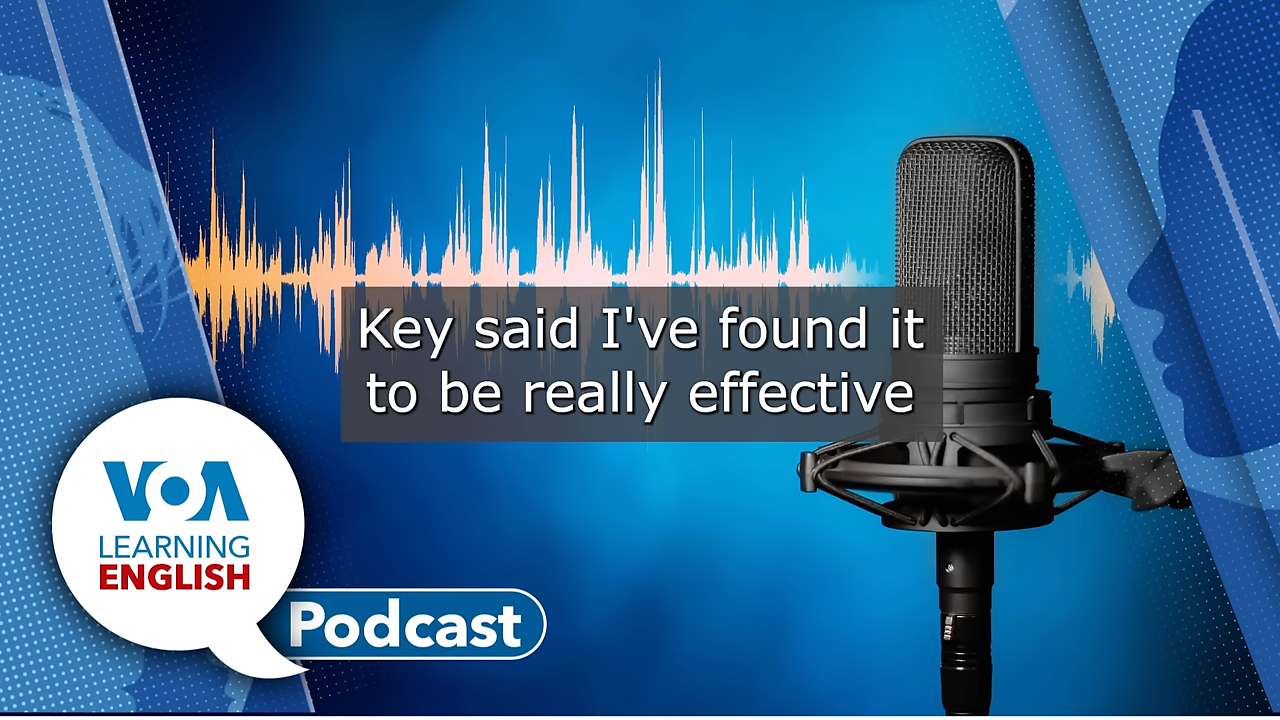 Key said I've found it
to be really effective
VOA
LEARNING
ENGLISH
Podcast